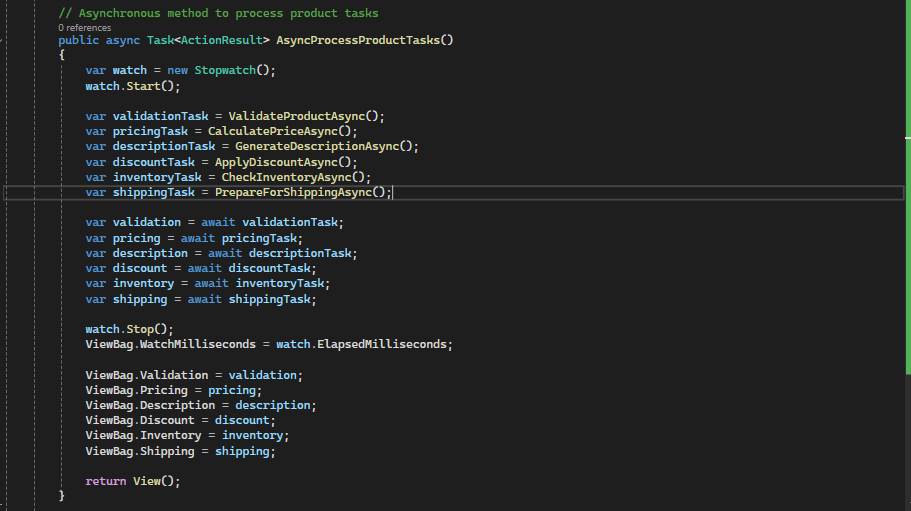 // Asynchronous method to process product tasks
0 references
public async Task<ActionResult> AsyncProcessProductTasks()
{
var watch = new Stopwatch();
watch.Start();
var validationTask = ValidateProductAsync();
var pricingTask = CalculatePriceAsync();
var descriptionTask = GenerateDescriptionAsync();
var discountTask = ApplyDiscountAsync();
var inventoryTask = CheckInventoryAsync();
var shippingTask = PrepareForShippingAsync();
var validation = await validationTask;
var pricing = await pricingTask;
var description = await descriptionTask;
var discount = await discountTask;
var inventory = await inventoryTask;
var shipping = await shippingTask;
watch.Stop();
ViewBag.WatchMilliseconds = watch.ElapsedMilliseconds;
ViewBag.Validation = validation;
ViewBag.Pricing = pricing;
ViewBag.Description = description;
ViewBag.Discount = discount;
ViewBag.Inventory = inventory;
ViewBag.Shipping = shipping;
return View();
}